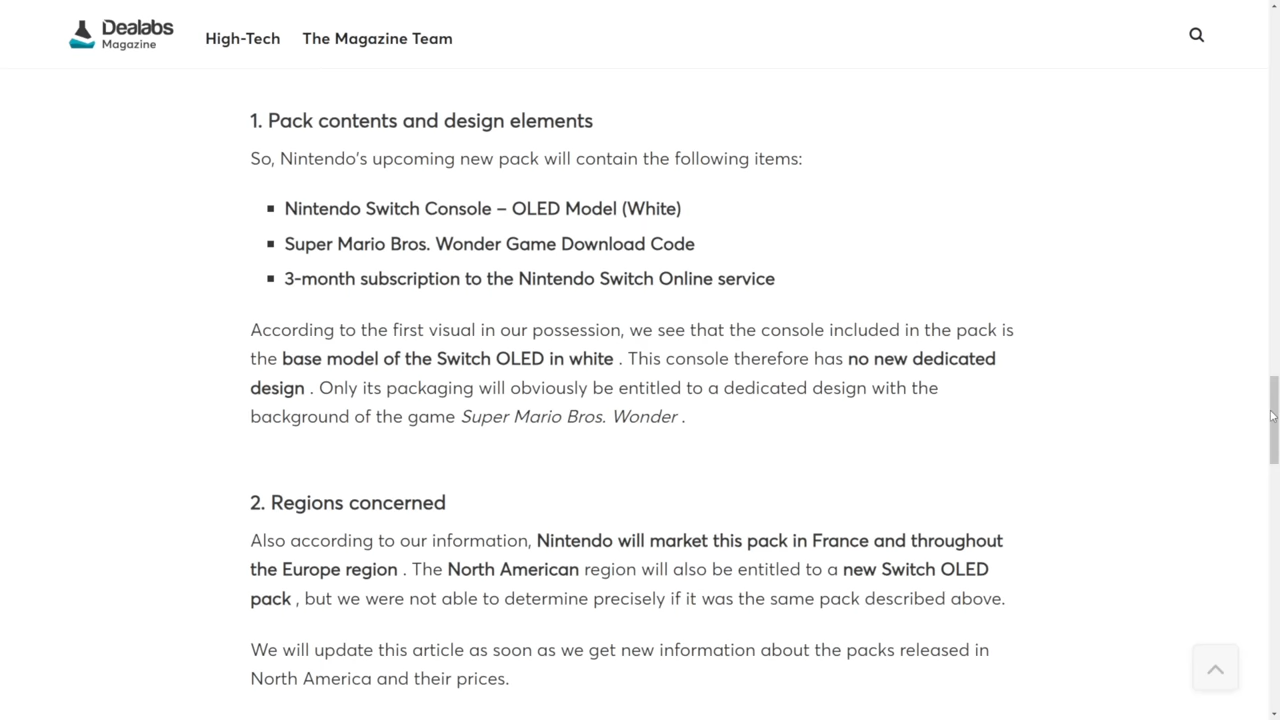 Dealabs
Magazine
High-Tech
The Magazine Team
1. Pack contents and design elements
So, Nintendo's upcoming new pack will contain the following items:
Nintendo Switch Console – OLED Model (White)
Super Mario Bros. Wonder Game Download Code
3-month subscription to the Nintendo Switch Online service
According to the first visual in our possession, we see that the console included in the pack is
the base model of the Switch OLED in white . This console therefore has no new dedicated
design . Only its packaging will obviously be entitled to a dedicated design with the
background of the game Super Mario Bros. Wonder .
2. Regions concerned
Also according to our information, Nintendo will market this pack in France and throughout
the Europe region . The North American region will also be entitled to a new Switch OLED
pack , but we were not able to determine precisely if it was the same pack described above.
We will update this article as soon as we get new information about the packs released in
North America and their prices.